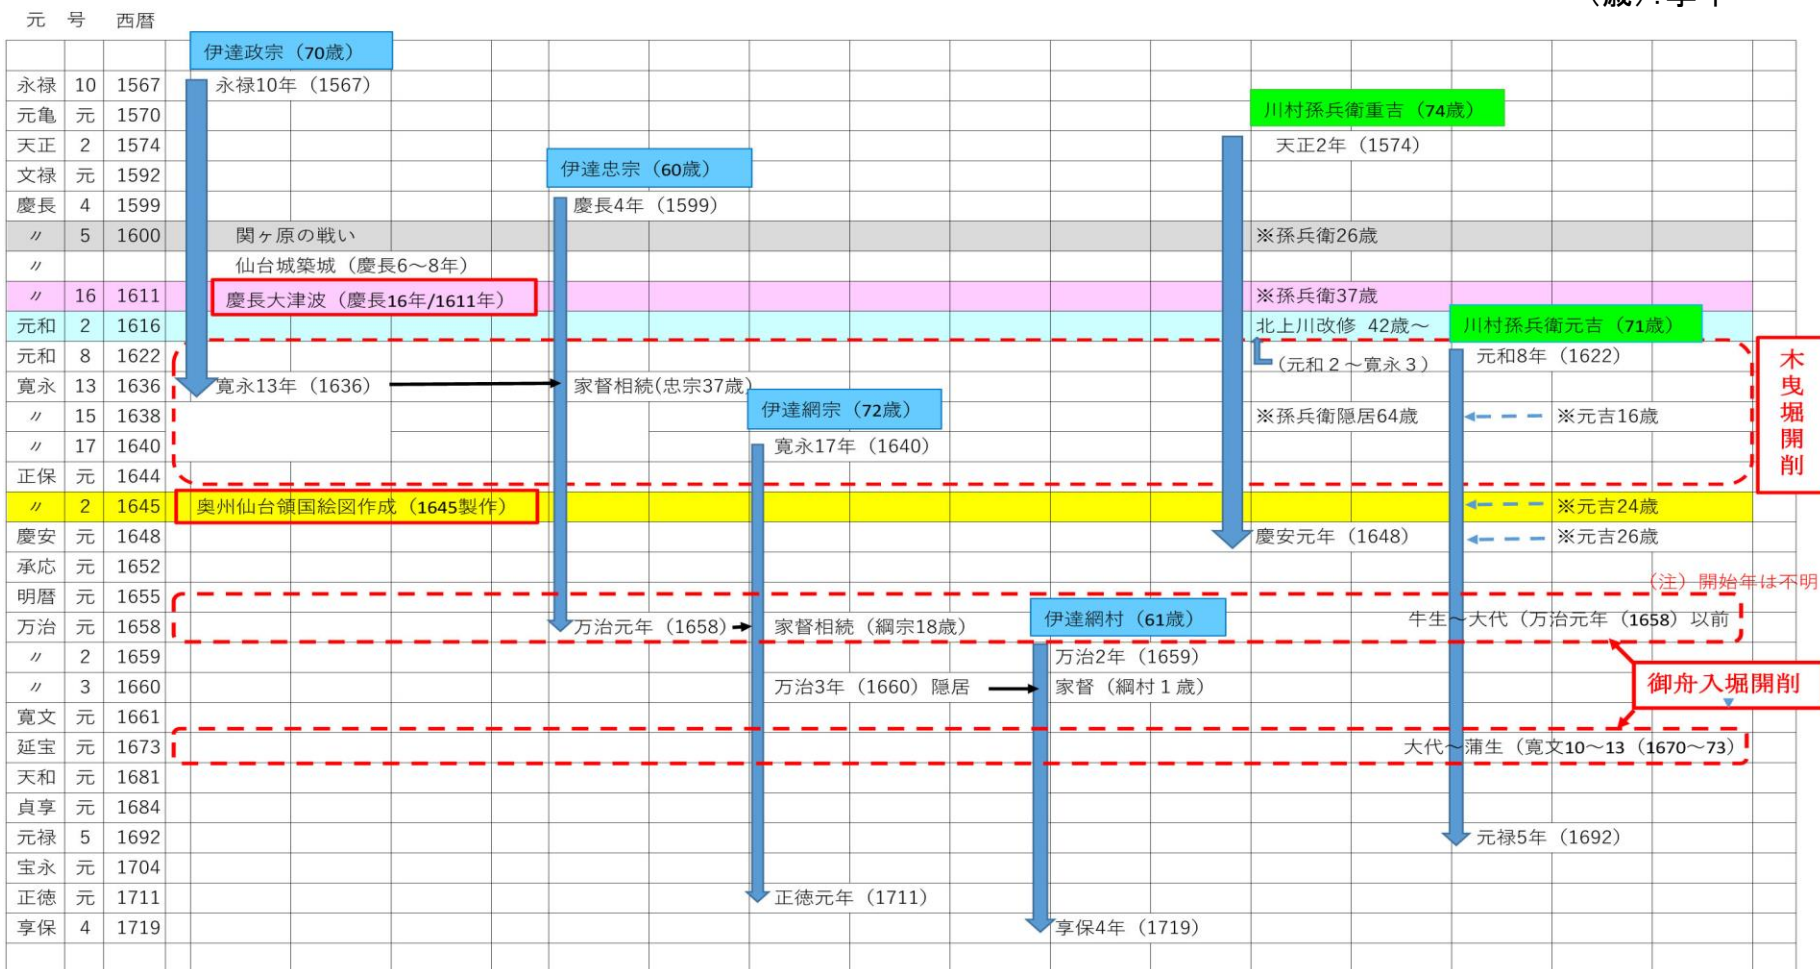 (歳):享年
元 号 西暦
伊達政宗（70歳）
永禄 10 1567 永禄10年（1567）
元亀 元 1570 川村孫兵衛重吉（74歳）
天正 2 1574 天正2年（1574）
文禄 元 1592 伊達忠宗（60歳）
慶長 4 1599 慶長4年（1599）
〃 5 1600 関ヶ原の戦い ※孫兵衛26歳
〃 仙台城築城（慶長6～8年）
〃 16 1611 慶長大津波（慶長16年/1611年） ※孫兵衛37歳
元和 2 1616 北上川改修 42歳～ 川村孫兵衛元吉（71歳）
元和 8 1622 （元和２～寛永３） 元和8年（1622）
寛永 13 1636 寛永13年（1636） 家督相続(忠宗37歳)
〃 15 1638 伊達網宗（72歳） ※孫兵衛隠居64歳 ※元吉16歳
〃 17 1640 寛永17年（1640）
木曳堀開削
正保 元 1644
〃 2 1645 奥州仙台領国絵図作成（1645製作） ※元吉24歳
慶安 元 1648 慶安元年（1648） ※元吉26歳
承応 元 1652
（注）開始年は不明
明暦 元 1655
万治 元 1658 万治元年（1658） 家督相続（綱宗18歳） 伊達網村（61歳） 牛生～大代（万治元年（1658）以前
〃 2 1659 万治2年（1659）
〃 3 1660 万治3年（1660）隠居 家督（綱村１歳） 御舟入堀開削
寛文 元 1661
延宝 元 1673 大代～蒲生（寛文10～13（1670～73）
天和 元 1681
貞享 元 1684
元禄 5 1692 元禄5年（1692）
宝永 元 1704
正徳 元 1711 正徳元年（1711）
享保 4 1719 享保4年（1719）